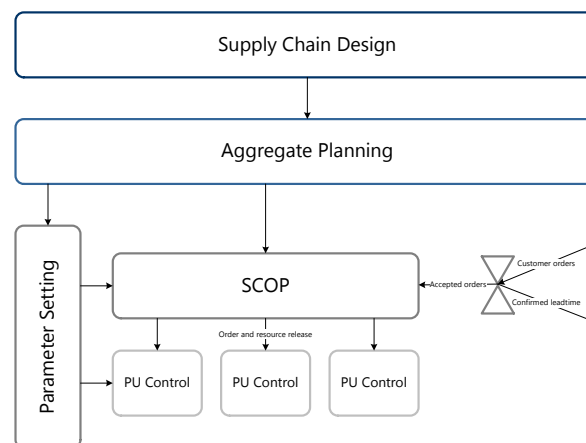 Supply Chain Design
Aggregate Planning
Parameter Setting
SCOP
Customer orders
Accepted orders
Confirmed leadtime
Order and resource release
PU Control
PU Control
PU Control